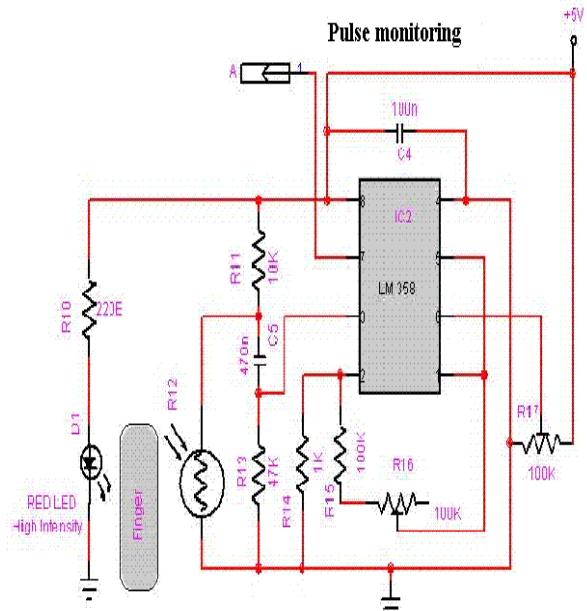 Pulse monitoring
+5V
A
1
100n
C4
8
4
IC2
R11
10K
7
5
LM 358
R10
220E
C5
470n
6
R12
2
1
R17
D1
R13
47K
R14
1K
R15
100K
R16
100K
100K
RED LED
High Intensity
Finger